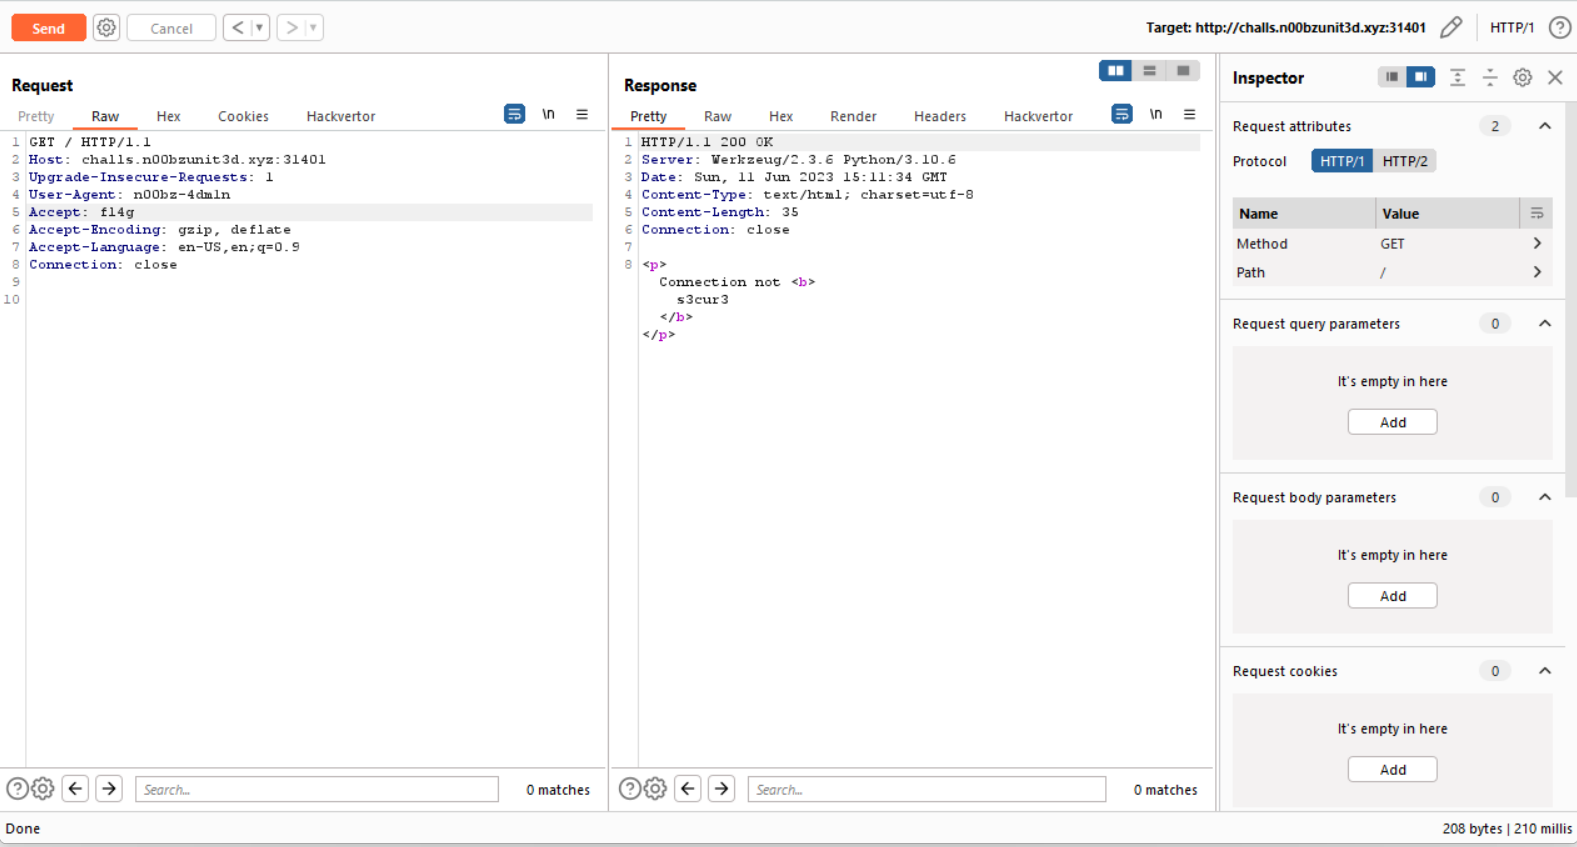 Send
Cancel
Target: http://challs.n00bzunit3d.xyz:31401
HTTP/1
Request
Pretty Raw Hex Cookies Hackvertor
\n
1 GET / HTTP/1.1
2 Host: challs.n00bzunit3d.xyz:31401
3 Upgrade-Insecure-Requests: 1
4 User-Agent: n00bz-4dm1n
5 Accept: fl4g
6 Accept-Encoding: gzip, deflate
7 Accept-Language: en-US,en;q=0.9
8 Connection: close
9
10
Search...
0 matches
Response
Pretty Raw Hex Render Headers Hackvertor
\n
1 HTTP/1.1 200 OK
2 Server: Werkzeug/2.3.6 Python/3.10.6
3 Date: Sun, 11 Jun 2023 15:11:34 GMT
4 Content-Type: text/html; charset=utf-8
5 Content-Length: 35
6 Connection: close
7
8 <p>
Connection not <b>
s3cur3
</b>
</p>
Search...
0 matches
Inspector
Request attributes 2
Protocol HTTP/1 HTTP/2
Name Value
Method GET
Path /
Request query parameters 0
It's empty in here
Add
Request body parameters 0
It's empty in here
Add
Request cookies 0
It's empty in here
Add
Done
208 bytes | 210 millis